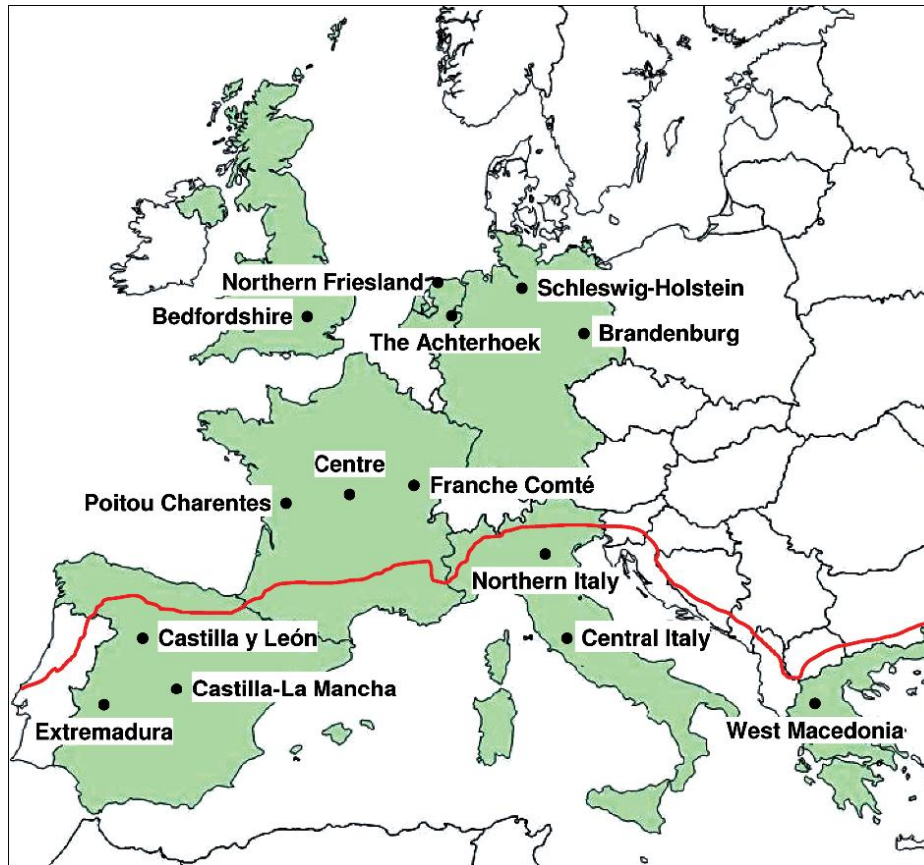 Northern Friesland
Schleswig-Holstein
Bedfordshire
The Achterhoek
Brandenburg
Centre
Franche Comté
Poitou Charentes
Northern Italy
Castilla y León
Central Italy
Castilla-La Mancha
Extremadura
West Macedonia